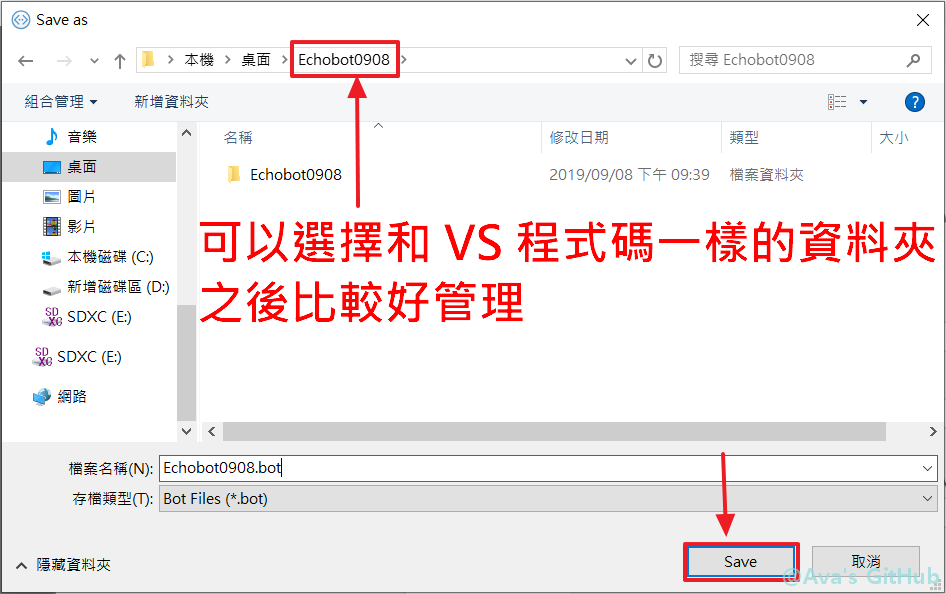 Save as
本機 桌面 Echobot0908
搜尋 Echobot0908
組合管理 新增資料夾
?
音樂
桌面
圖片
影片
本機磁碟 (C:)
新增磁碟區 (D:)
SDXC (E:)
SDXC (E:)
網路
名稱 修改日期 類型 大小
Echobot0908 2019/09/08 下午 09:39 檔案資料夾
可以選擇和 VS 程式碼一樣的資料夾
之後比較好管理
檔案名稱(N): Echobot0908.bot
存檔類型(T): Bot Files (*.bot)
隱藏資料夾
Save 取消
@Ava's GitHub